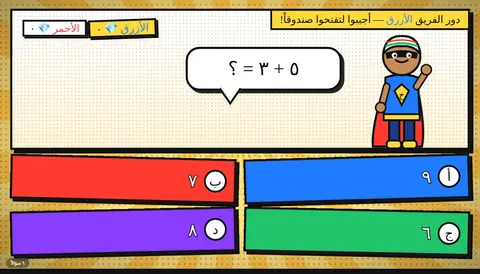 دور الفريق الأزرق — أجيبوا لتفتحوا صندوقاً!
الأزرق 💎 ٠
الأحمر 💎 ٠
٥ + ٣ = ؟
أ ٩
ب ٧
ج ٦
د ٨